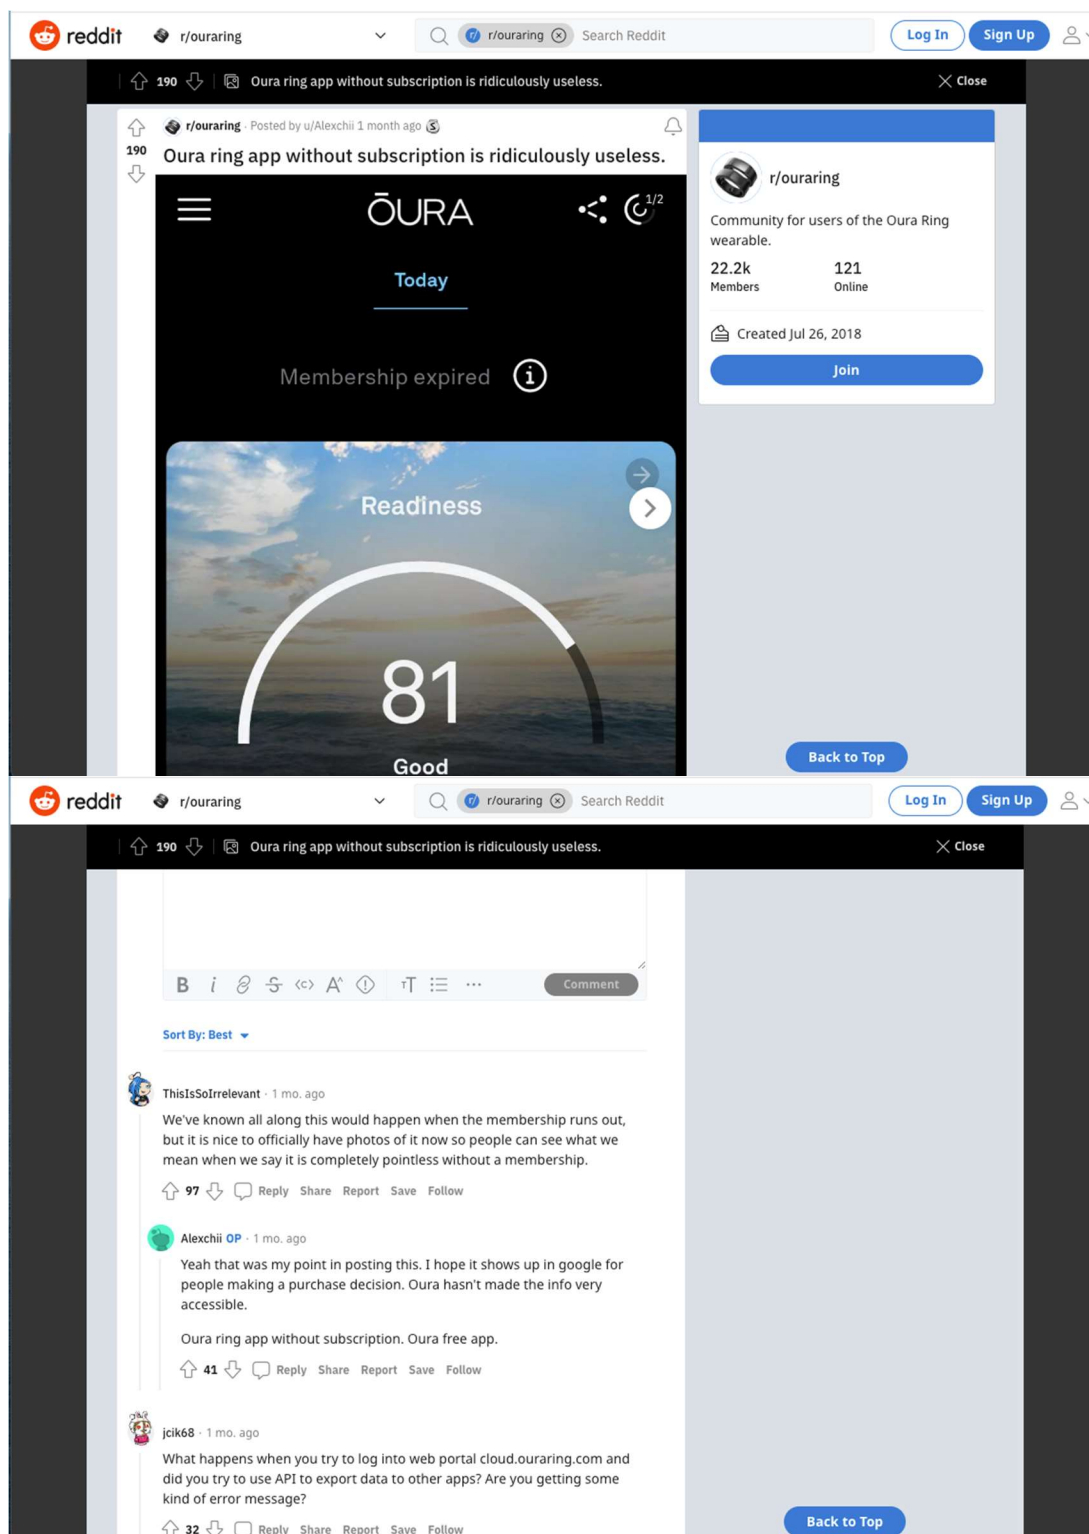 reddit r/ouraring r/ouraring Search Reddit Log In Sign Up
190 Oura ring app without subscription is ridiculously useless. Close
r/ouraring · Posted by u/Alexchii 1 month ago
190
Oura ring app without subscription is ridiculously useless.
ŌURA 1/2
Today
Membership expired
Readiness
81
Good
r/ouraring
Community for users of the Oura Ring
wearable.
22.2k 121
Members Online
Created Jul 26, 2018
Join
Back to Top
reddit r/ouraring r/ouraring Search Reddit Log In Sign Up
190 Oura ring app without subscription is ridiculously useless. Close
B i S <c> A TT ... Comment
Sort By: Best
ThisIsSoIrrelevant · 1 mo. ago
We've known all along this would happen when the membership runs out,
but it is nice to officially have photos of it now so people can see what we
mean when we say it is completely pointless without a membership.
97 Reply Share Report Save Follow
Alexchii OP · 1 mo. ago
Yeah that was my point in posting this. I hope it shows up in google for
people making a purchase decision. Oura hasn't made the info very
accessible.
Oura ring app without subscription. Oura free app.
41 Reply Share Report Save Follow
jcik68 · 1 mo. ago
What happens when you try to log into web portal cloud.ouraring.com and
did you try to use API to export data to other apps? Are you getting some
kind of error message?
32 Reply Share Report Save Follow
Back to Top